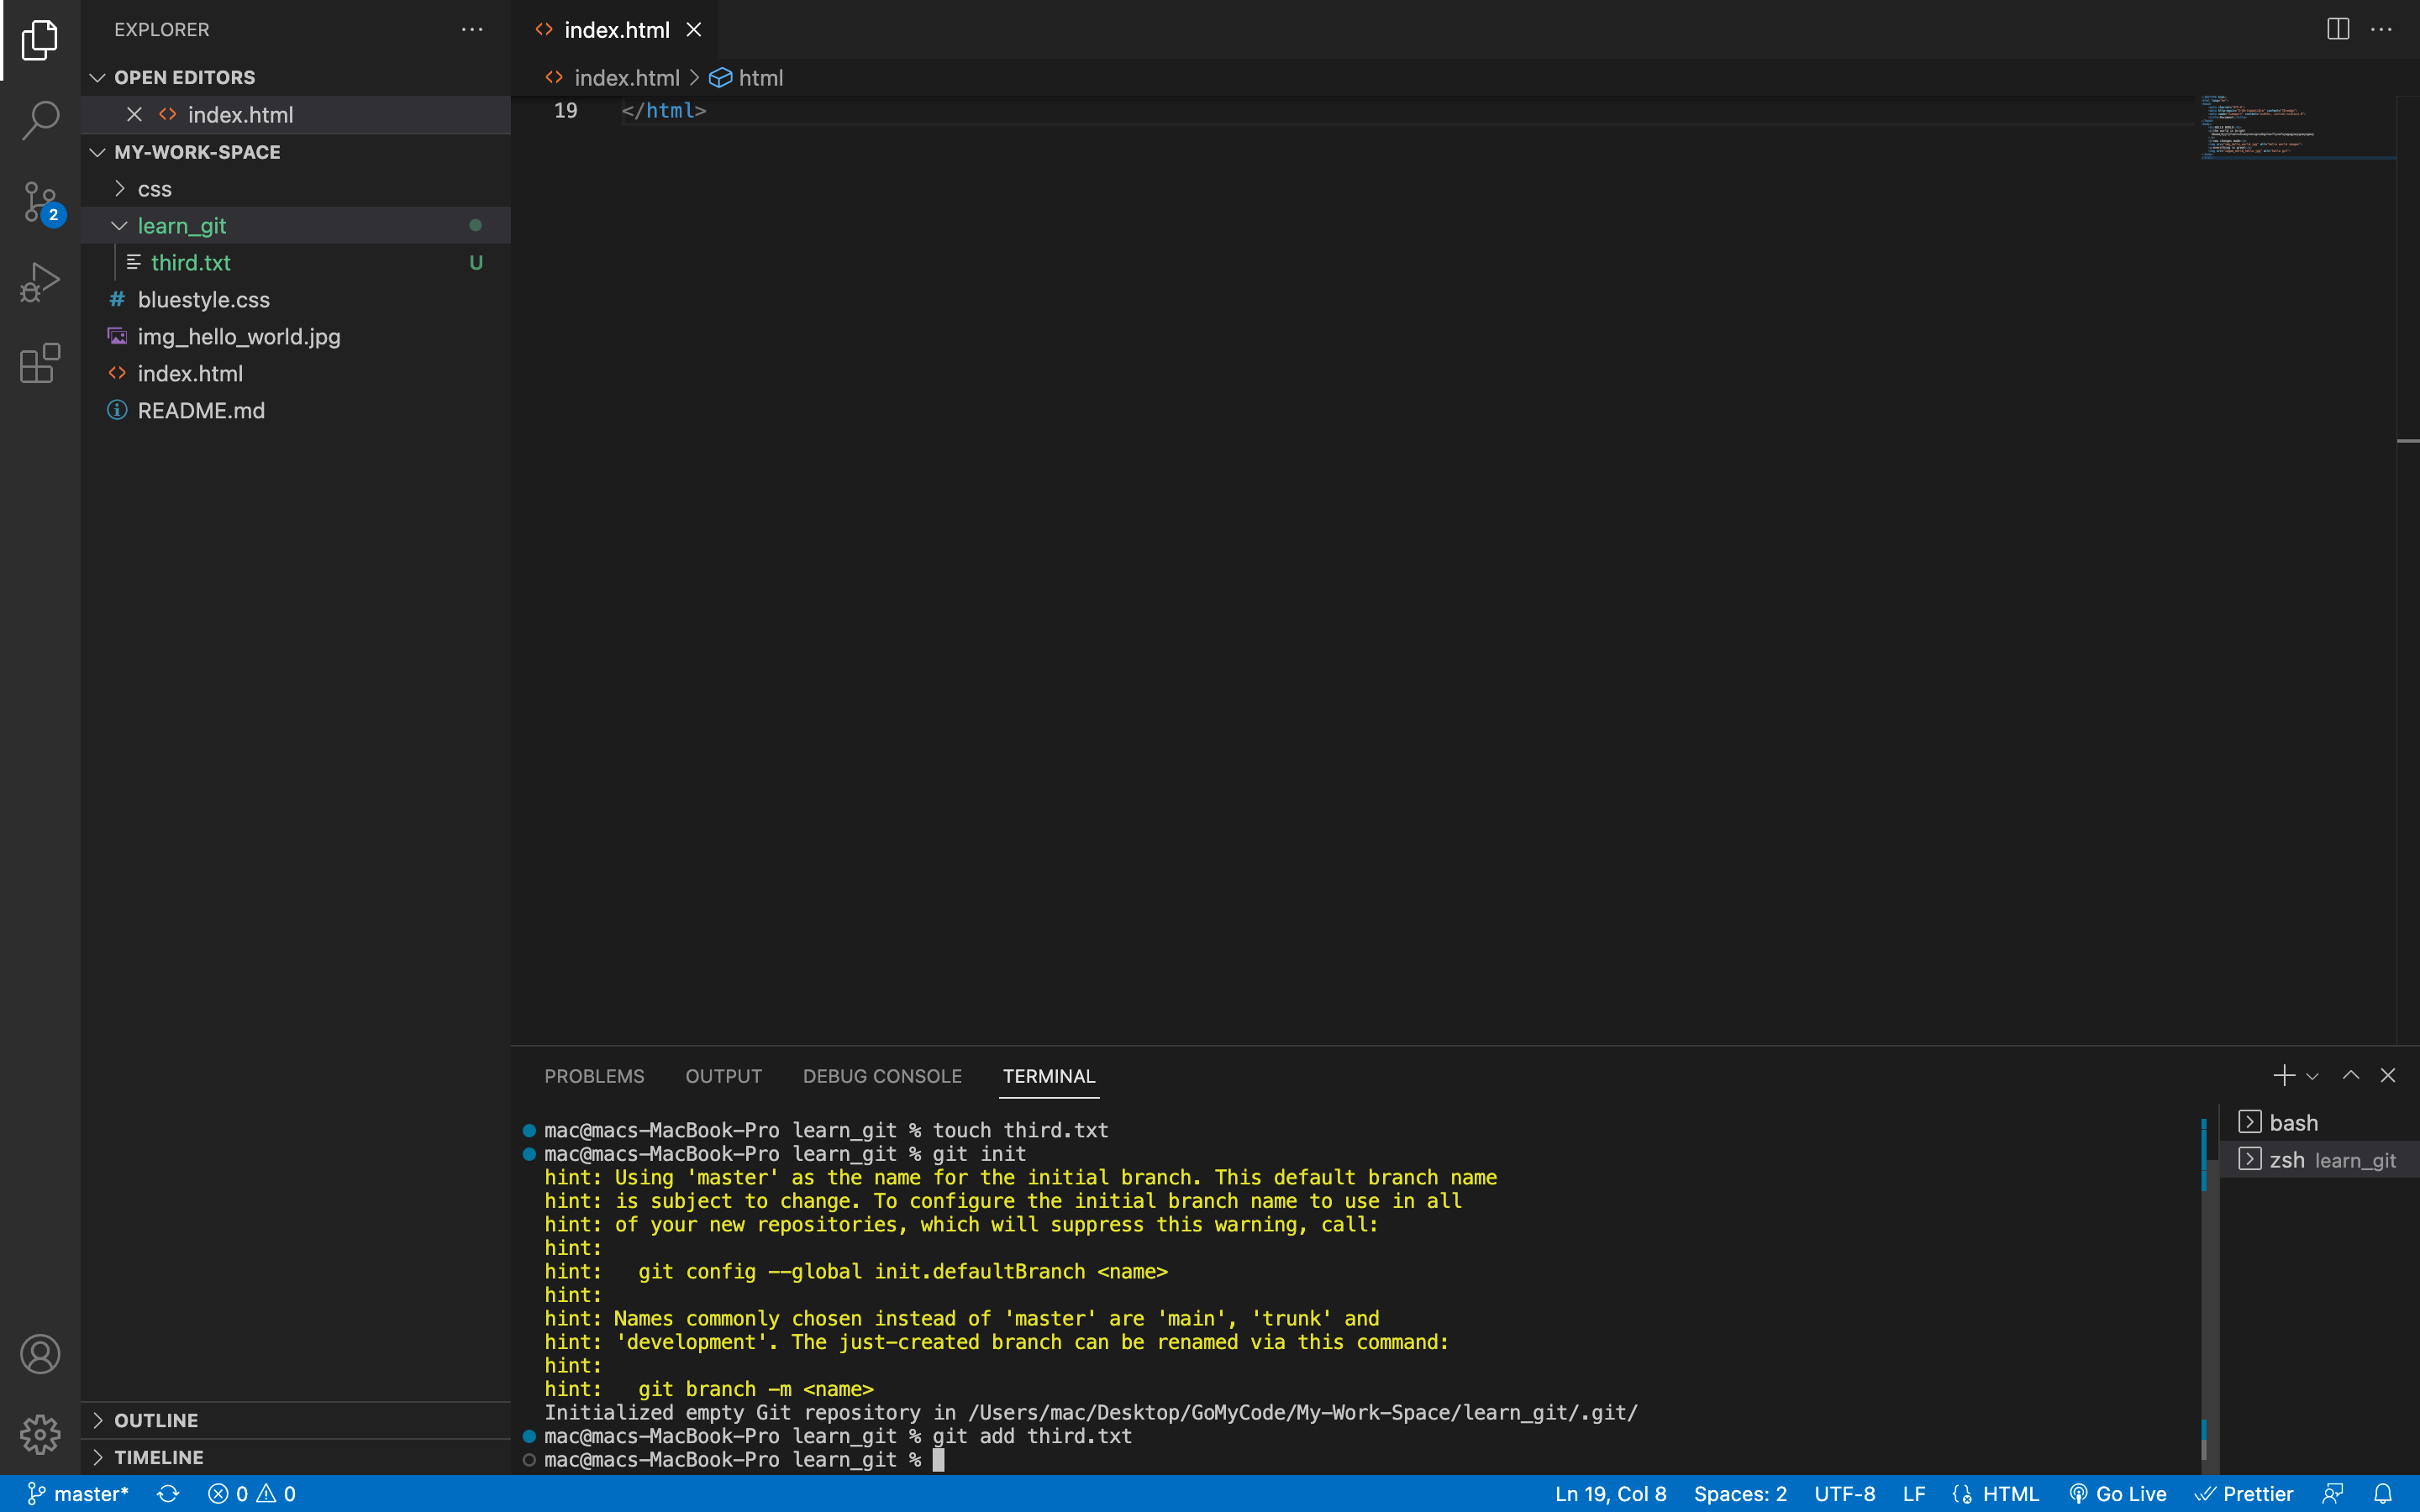 EXPLORER
OPEN EDITORS
index.html
MY-WORK-SPACE
css
learn_git
third.txt U
# bluestyle.css
img_hello_world.jpg
index.html
README.md
OUTLINE
TIMELINE
2
index.html
index.html > html
19 </html>
PROBLEMS OUTPUT DEBUG CONSOLE TERMINAL
mac@macs-MacBook-Pro learn_git % touch third.txt
mac@macs-MacBook-Pro learn_git % git init
hint: Using 'master' as the name for the initial branch. This default branch name
hint: is subject to change. To configure the initial branch name to use in all
hint: of your new repositories, which will suppress this warning, call:
hint:
hint:   git config --global init.defaultBranch <name>
hint:
hint: Names commonly chosen instead of 'master' are 'main', 'trunk' and
hint: 'development'. The just-created branch can be renamed via this command:
hint:
hint:   git branch -m <name>
Initialized empty Git repository in /Users/mac/Desktop/GoMyCode/My-Work-Space/learn_git/.git/
mac@macs-MacBook-Pro learn_git % git add third.txt
mac@macs-MacBook-Pro learn_git %
bash
zsh learn_git
master* 0 0 Ln 19, Col 8 Spaces: 2 UTF-8 LF HTML Go Live Prettier